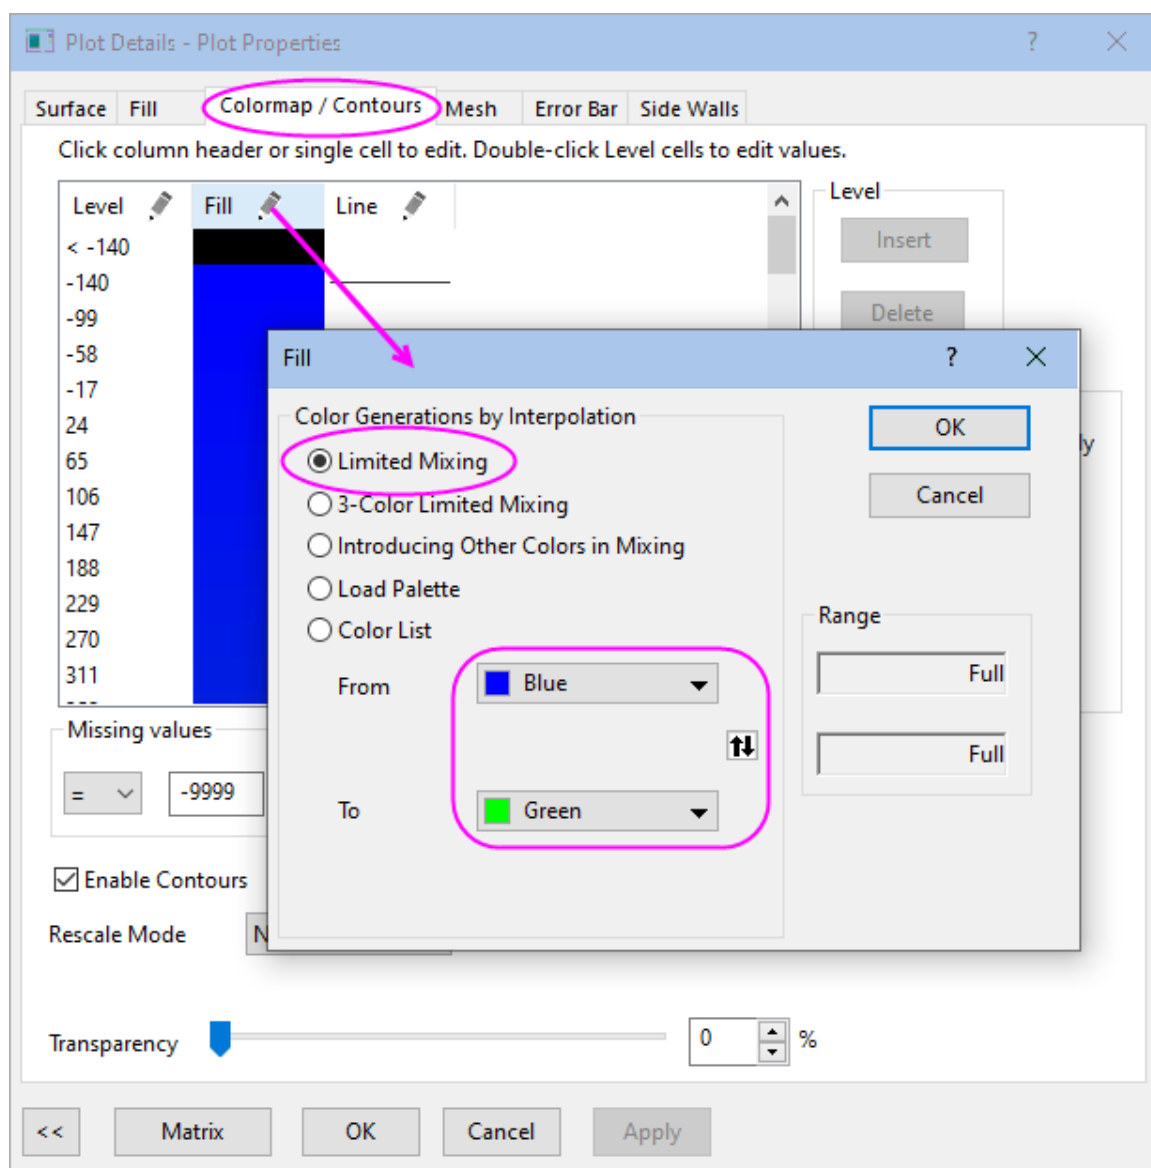 Plot Details - Plot Properties ?
Surface Fill Colormap / Contours Mesh Error Bar Side Walls
Click column header or single cell to edit. Double-click Level cells to edit values.
Level Fill Line
Level
< -140
Insert
-140
-99
Delete
-58
-17
24
65
106
147
188
229
270
311
Fill ?
Color Generations by Interpolation
Limited Mixing
3-Color Limited Mixing
Introducing Other Colors in Mixing
Load Palette
Color List
From Blue
To Green
OK
Cancel
Range
Full
Full
Missing values
= -9999
Enable Contours
Rescale Mode
Transparency 0 %
<< Matrix OK Cancel Apply